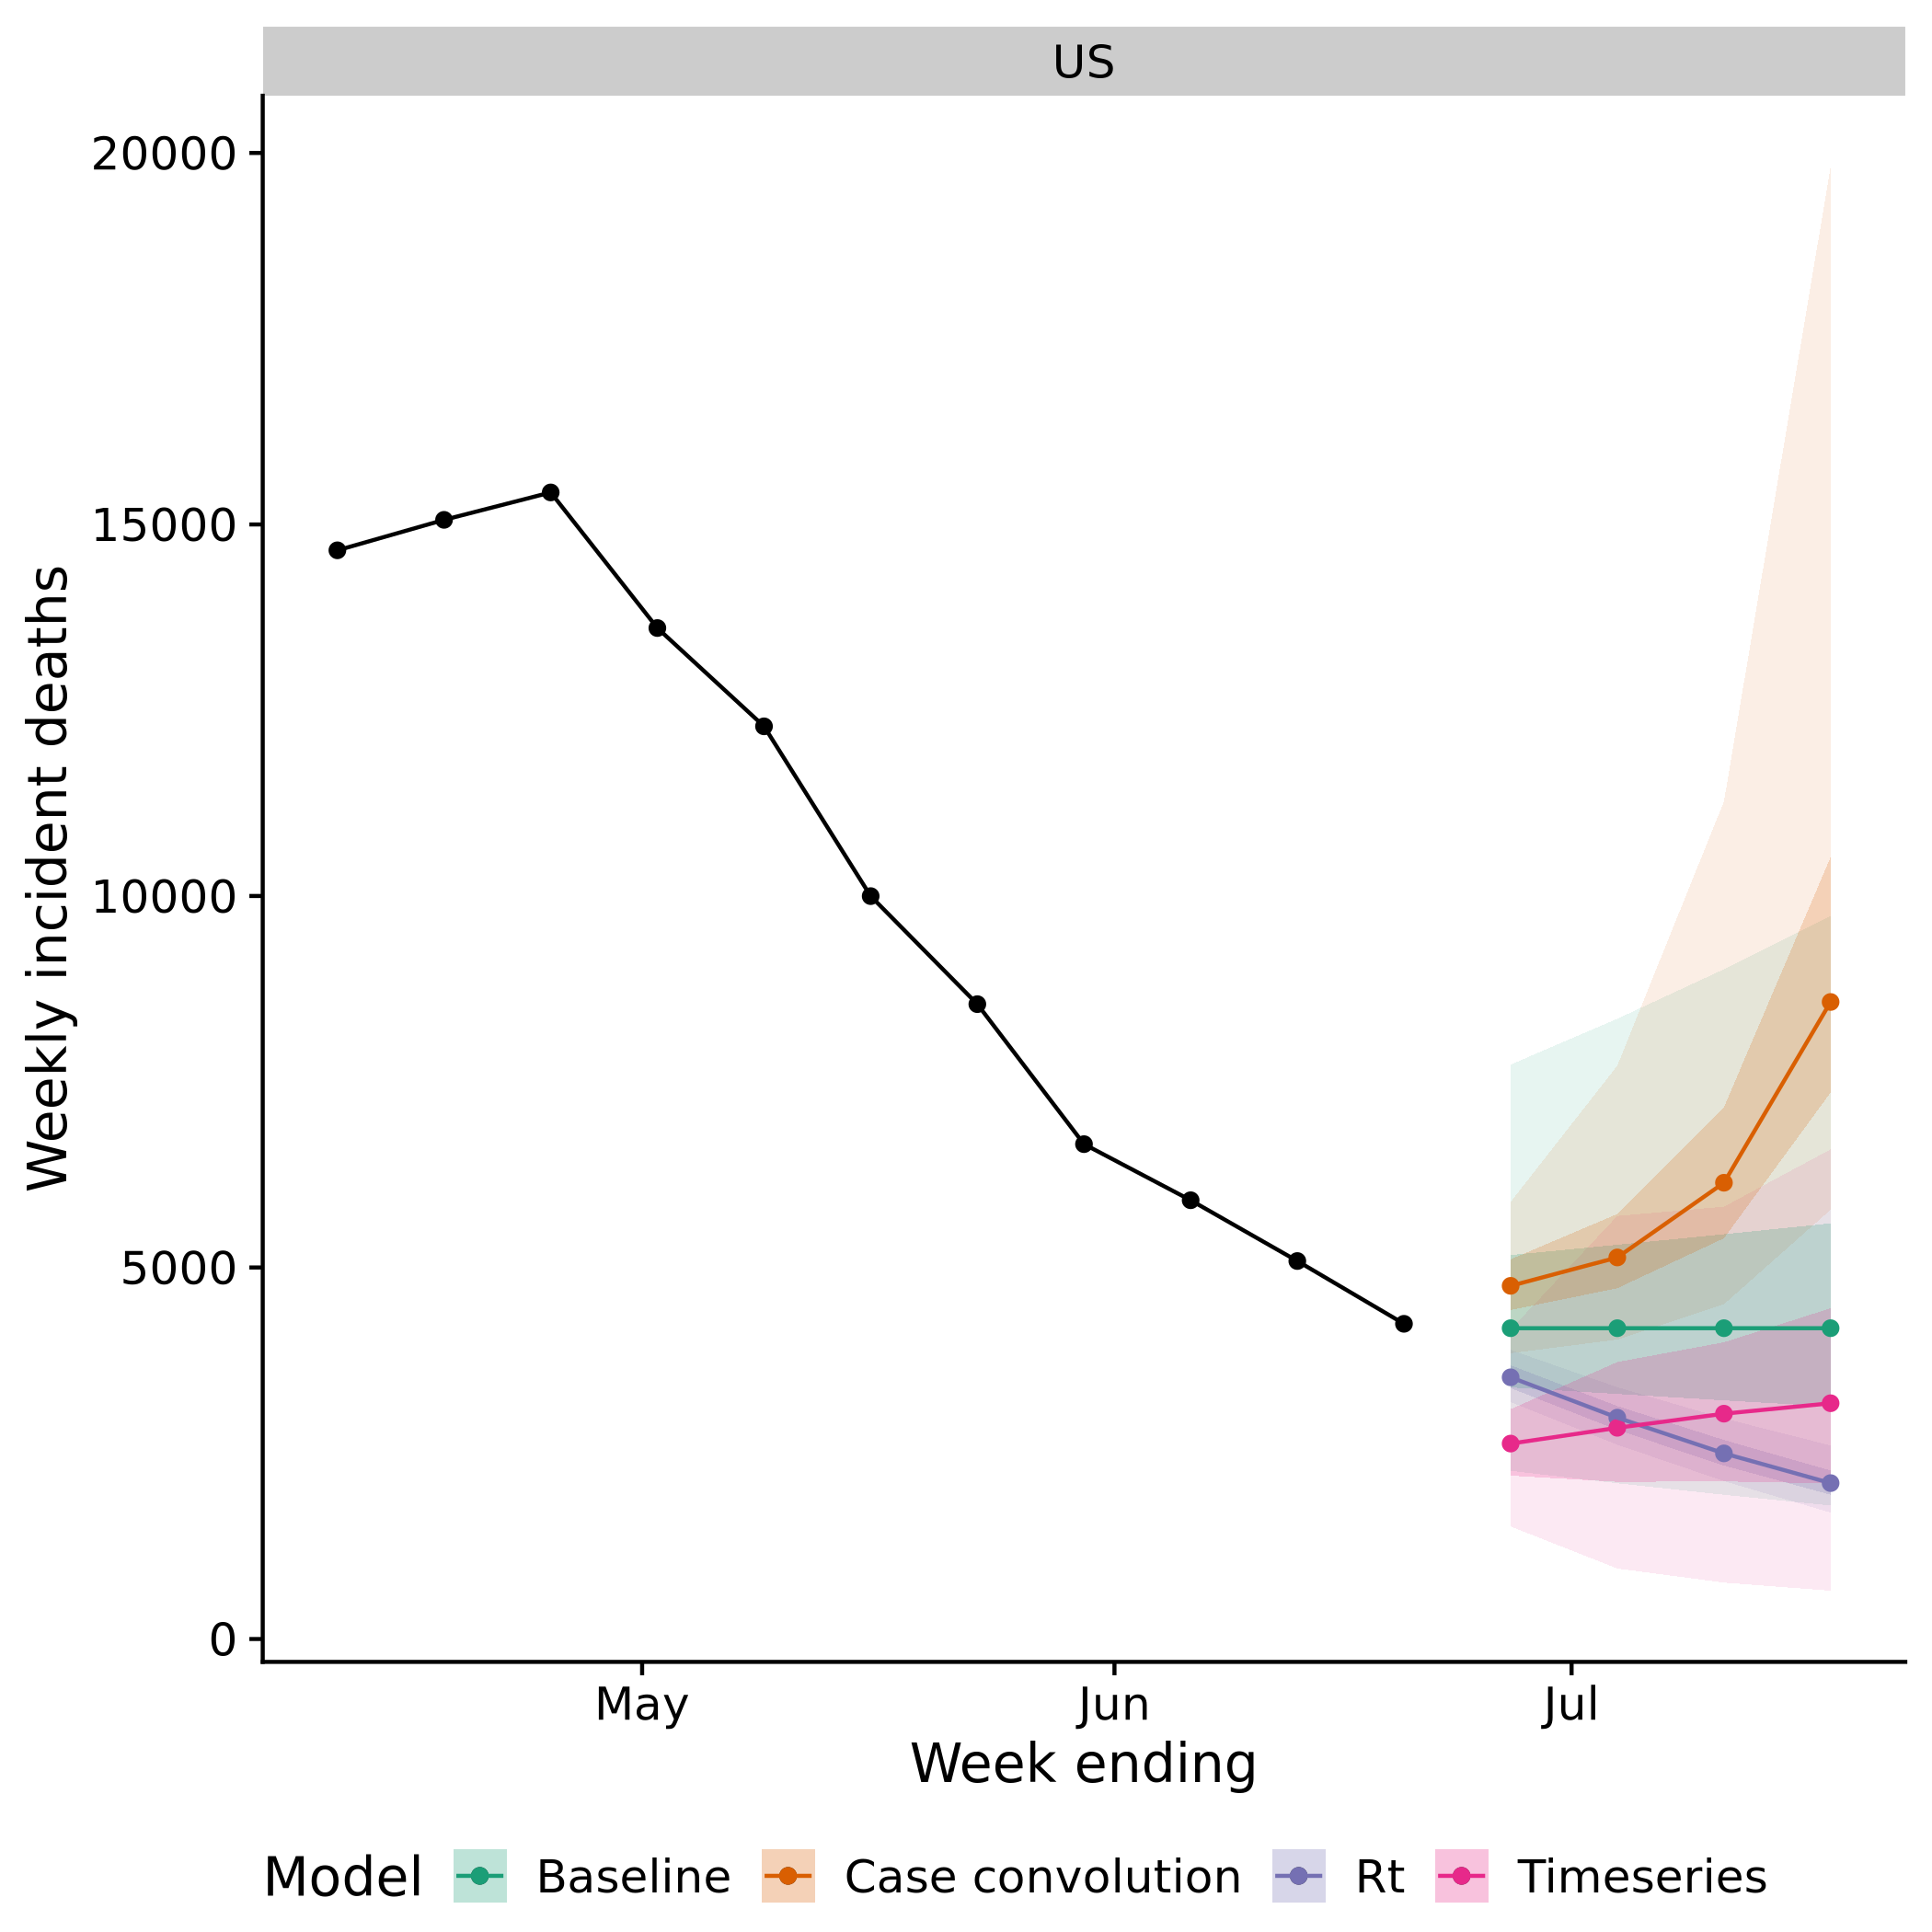 US
20000
15000
10000
5000
0
Weekly incident deaths
May Jun Jul
Week ending
Model Baseline Case convolution Rt Timeseries